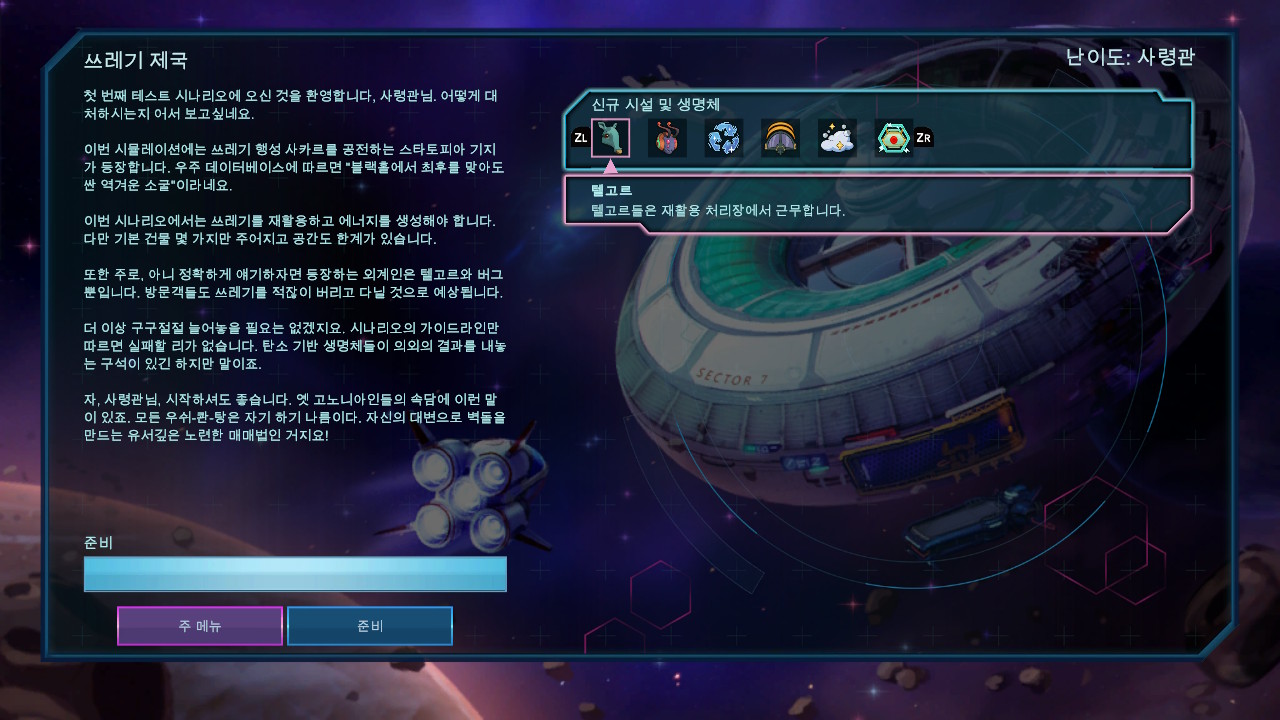 쓰레기 제국
난이도: 사령관
첫 번째 테스트 시나리오에 오신 것을 환영합니다, 사령관님. 어떻게 대
처하시는지 어서 보고싶네요.
이번 시뮬레이션에는 쓰레기 행성 사카르를 공전하는 스타토피아 기지
가 등장합니다. 우주 데이터베이스에 따르면 "블랙홀에서 최후를 맞아도
싼 역겨운 소굴"이라네요.
이번 시나리오에서는 쓰레기를 재활용하고 에너지를 생성해야 합니다.
다만 기본 건물 몇 가지만 주어지고 공간도 한계가 있습니다.
또한 주로, 아니 정확하게 얘기하자면 등장하는 외계인은 텔고르와 버그
뿐입니다. 방문객들도 쓰레기를 적잖이 버리고 다닐 것으로 예상됩니다.
더 이상 구구절절 늘어놓을 필요는 없겠지요. 시나리오의 가이드라인만
따르면 실패할 리가 없습니다. 탄소 기반 생명체들이 의외의 결과를 내놓
는 구석이 있긴 하지만 말이죠.
자, 사령관님, 시작하셔도 좋습니다. 옛 고노니아인들의 속담에 이런 말
이 있죠. 모든 우쉬-콴-탕은 자기 하기 나름이다. 자신의 대변으로 벽돌을
만드는 유서깊은 노련한 매매법인 거지요!
신규 시설 및 생명체
ZL
ZR
텔고르
텔고르들은 재활용 처리장에서 근무합니다.
SECTOR 7
준비
주 메뉴
준비